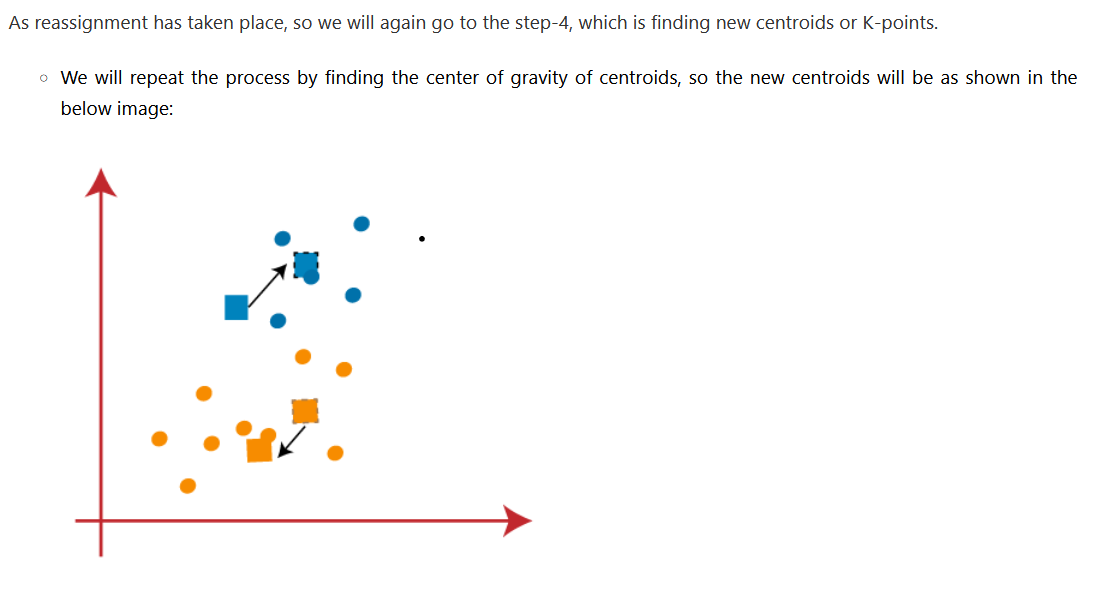 As reassignment has taken place, so we will again go to the step-4, which is finding new centroids or K-points.
We will repeat the process by finding the center of gravity of centroids, so the new centroids will be as shown in the
below image: